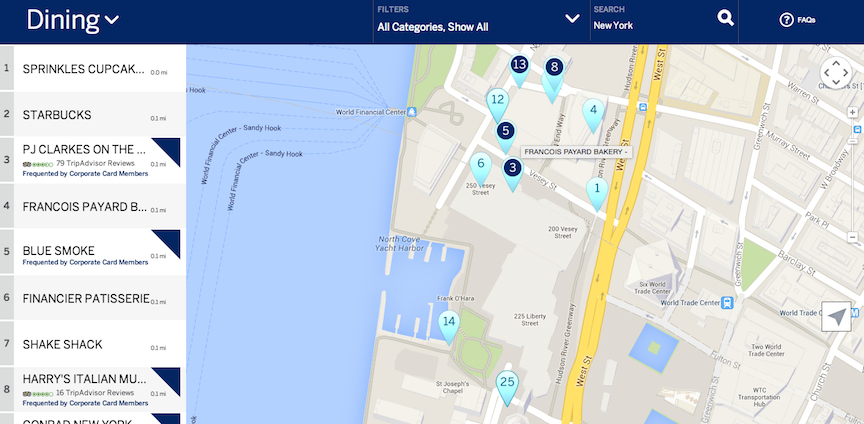 Dining
FILTERS
All Categories, Show All
SEARCH
New York
? FAQs
1
SPRINKLES CUPCAK...
0.0 mi
2
STARBUCKS
0.1 mi
3
PJ CLARKES ON THE ...
79 TripAdvisor Reviews
0.1 mi
Frequented by Corporate Card Members
4
FRANCOIS PAYARD B...
0.1 mi
5
BLUE SMOKE
0.1 mi
Frequented by Corporate Card Members
6
FINANCIER PATISSERIE
0.1 mi
7
SHAKE SHACK
0.1 mi
8
HARRY'S ITALIAN MU...
16 TripAdvisor Reviews
0.1 mi
Frequented by Corporate Card Members
CONRAD NEW YORK
Hook
World Financial Center
World Financial Center - Sandy Hook
World Financial Center - Sandy Hook
13
8
12
4
5
FRANCOIS PAYARD BAKERY -
6
3
1
250 Vesey
Street
Vesey St
End Way
Hudson River
West St
West
200 Vesey
Street
North Cove
Yacht Harbor
Frank O'Hara
14
225 Liberty
Street
St Joseph's
Chapel
25
Hudson River Greenway
West St
Six World
Trade Center
World Trade Center
World Trade
Two World
Trade Center
WTC
Transportation
Hub
Fulton St
Church St
Greenwich St
Greenwich St
Greenwich St
Barclay St
Park Pl
Murray St
Warren St
W Broadway
+
-